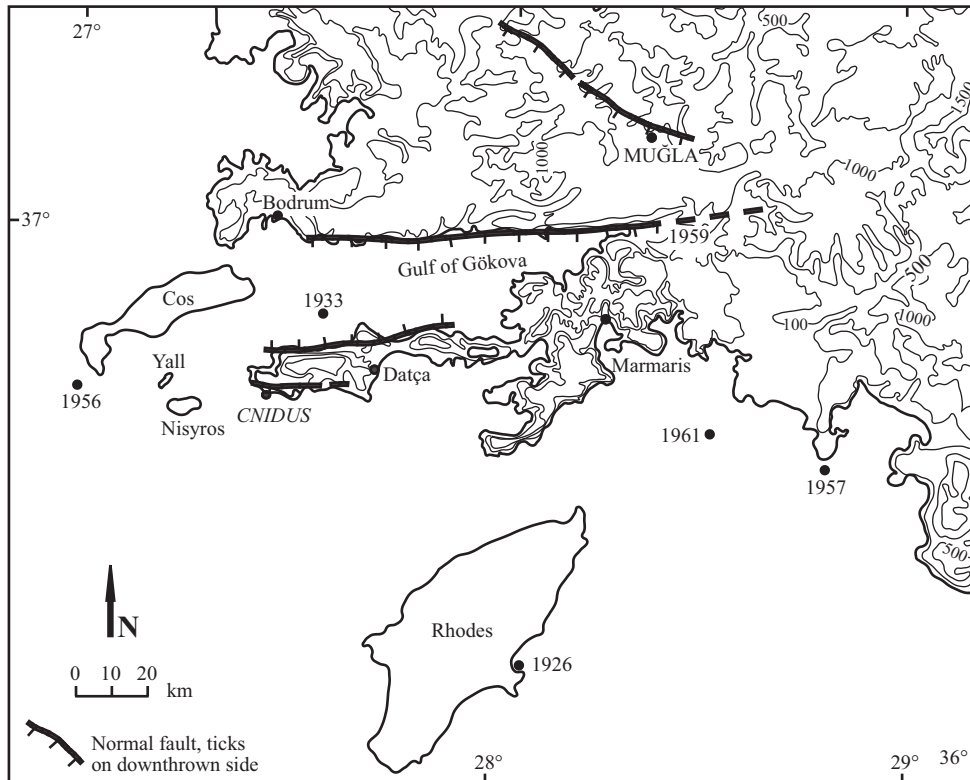 27°
500
1500
MUĞLA
1000
1000
Bodrum
37°
1959
Gulf of Gökova
500
Cos
1933
1000
100
Yall
Marmaris
Datça
1956
CNIDUS
Nisyros
1961
1957
500
N
Rhodes
0 10 20
km
1926
Normal fault, ticks
on downthrown side
28°
29°
36°